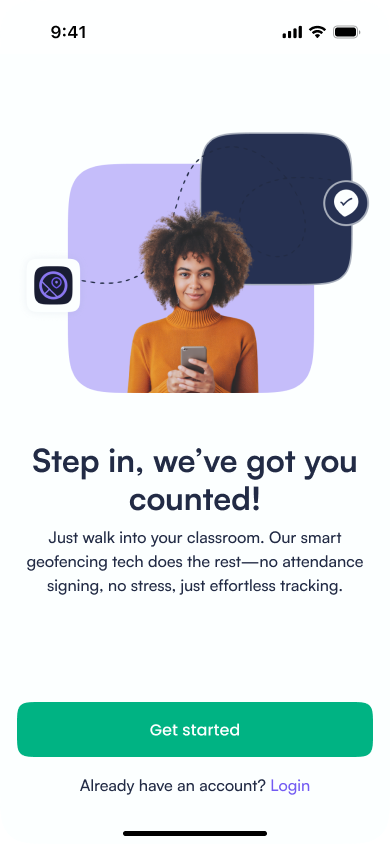 9:41
Step in, we’ve got you
counted!
Just walk into your classroom. Our smart
geofencing tech does the rest—no attendance
signing, no stress, just effortless tracking.
Get started
Already have an account? Login